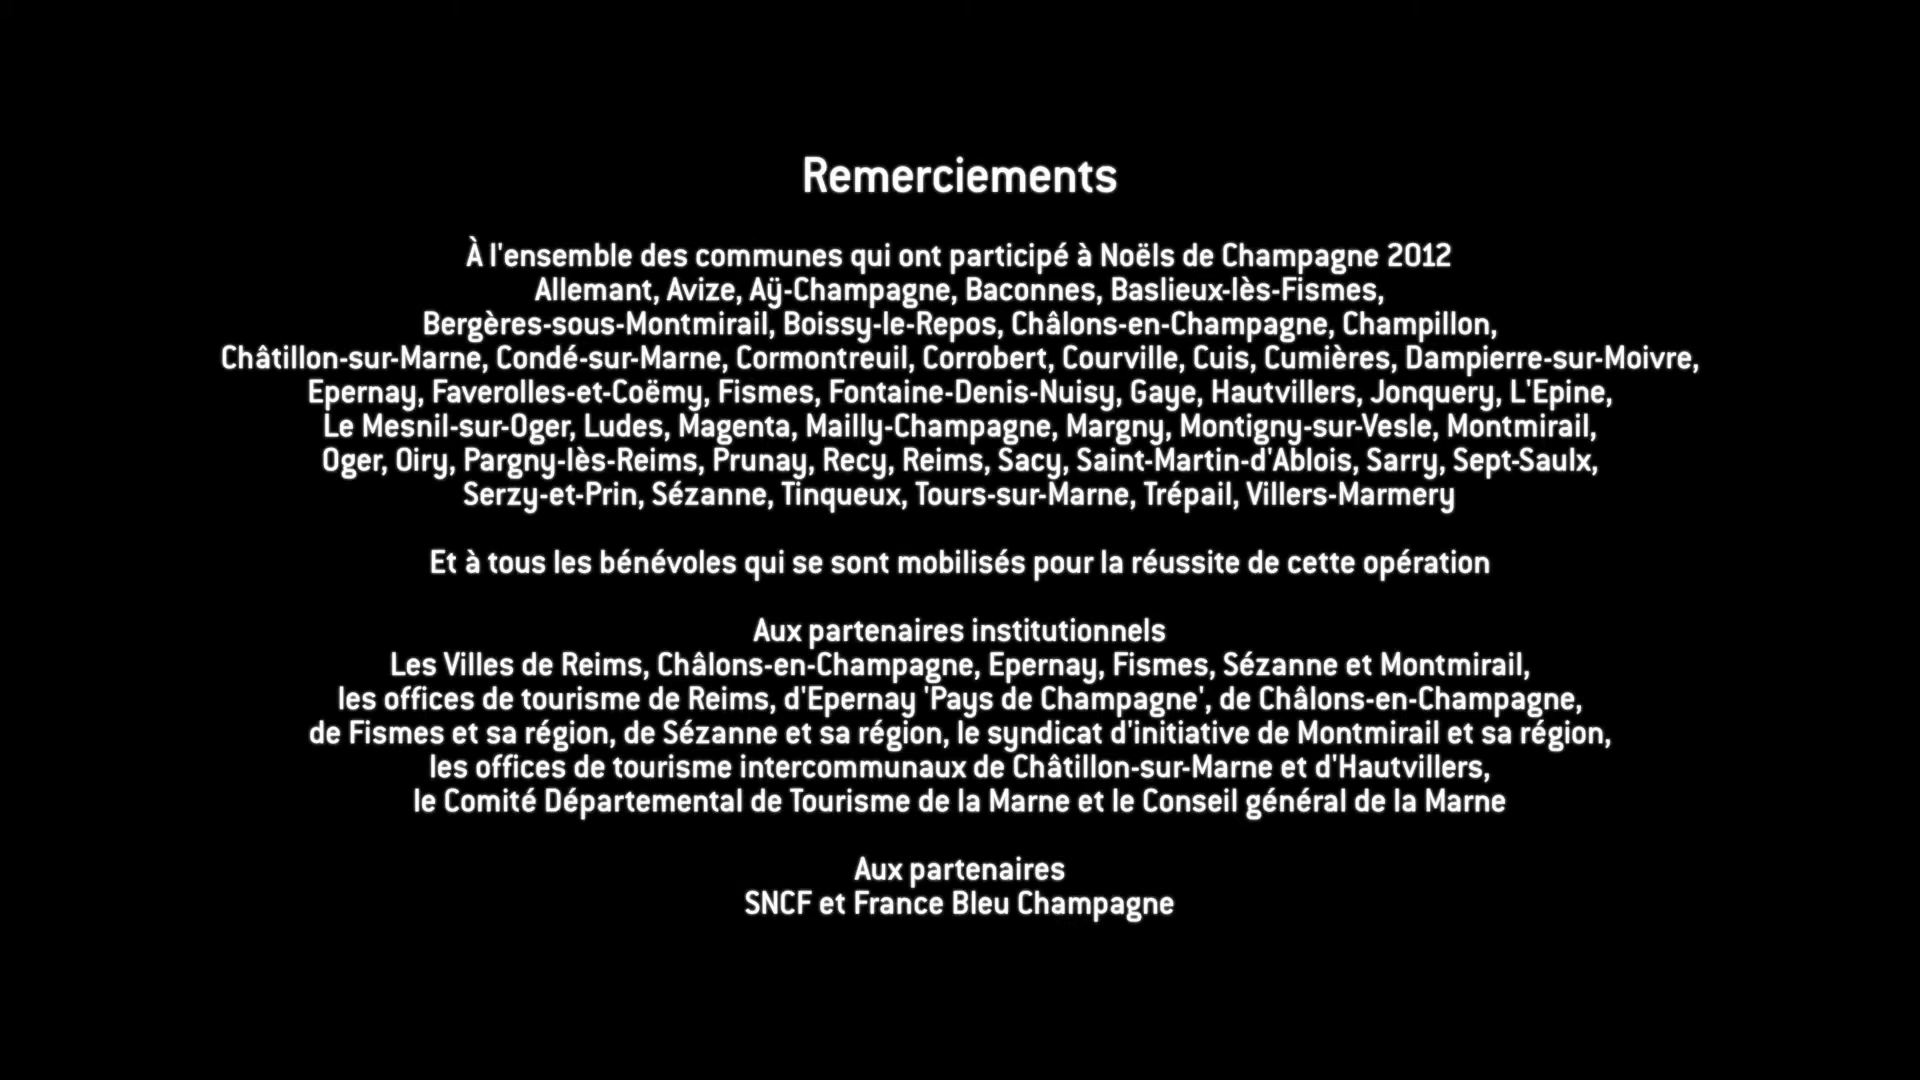 Remerciements
À l'ensemble des communes qui ont participé à Noëls de Champagne 2012
Allemant, Avize, Aÿ-Champagne, Baconnes, Baslieux-lès-Fismes,
Bergères-sous-Montmirail, Boissy-le-Repos, Châlons-en-Champagne, Champillon,
Châtillon-sur-Marne, Condé-sur-Marne, Cormontreuil, Corrobert, Courville, Cuis, Cumières, Dampierre-sur-Moivre,
Epernay, Faverolles-et-Coëmy, Fismes, Fontaine-Denis-Nuisy, Gaye, Hautvillers, Jonquery, L'Epine,
Le Mesnil-sur-Oger, Ludes, Magenta, Mailly-Champagne, Margny, Montigny-sur-Vesle, Montmirail,
Oger, Oiry, Pargny-lès-Reims, Prunay, Recy, Reims, Sacy, Saint-Martin-d'Ablois, Sarry, Sept-Saulx,
Serzy-et-Prin, Sézanne, Tinqueux, Tours-sur-Marne, Trépail, Villers-Marmery
Et à tous les bénévoles qui se sont mobilisés pour la réussite de cette opération
Aux partenaires institutionnels
Les Villes de Reims, Châlons-en-Champagne, Epernay, Fismes, Sézanne et Montmirail,
les offices de tourisme de Reims, d'Epernay 'Pays de Champagne', de Châlons-en-Champagne,
de Fismes et sa région, de Sézanne et sa région, le syndicat d'initiative de Montmirail et sa région,
les offices de tourisme intercommunaux de Châtillon-sur-Marne et d'Hautvillers,
le Comité Départemental de Tourisme de la Marne et le Conseil général de la Marne
Aux partenaires
SNCF et France Bleu Champagne